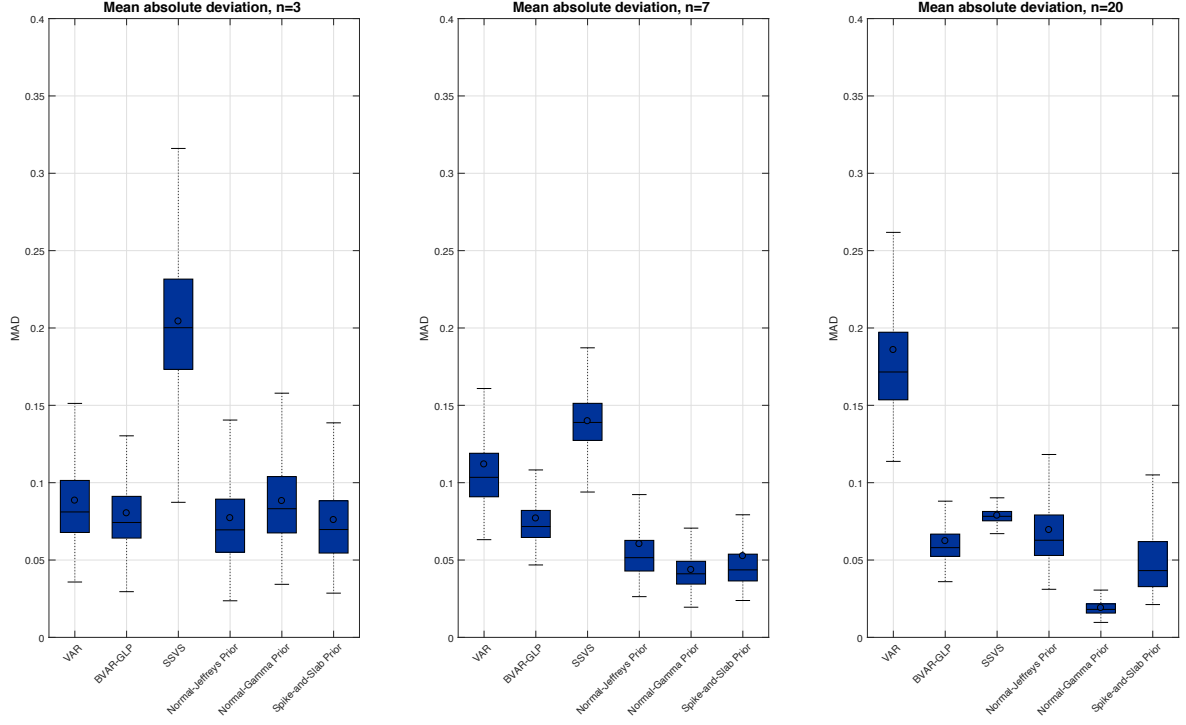 Mean absolute deviation, n=3
0.4
0.35
0.3
0.25
0.2
0.15
0.1
0.05
0
MAD
VAR
BVAR-GLP
SSVS
Normal-Jeffreys Prior
Normal-Gamma Prior
Spike-and-Slab Prior
Mean absolute deviation, n=7
0.4
0.35
0.3
0.25
0.2
0.15
0.1
0.05
0
MAD
VAR
BVAR-GLP
SSVS
Normal-Jeffreys Prior
Normal-Gamma Prior
Spike-and-Slab Prior
Mean absolute deviation, n=20
0.4
0.35
0.3
0.25
0.2
0.15
0.1
0.05
0
MAD
VAR
BVAR-GLP
SSVS
Normal-Jeffreys Prior
Normal-Gamma Prior
Spike-and-Slab Prior